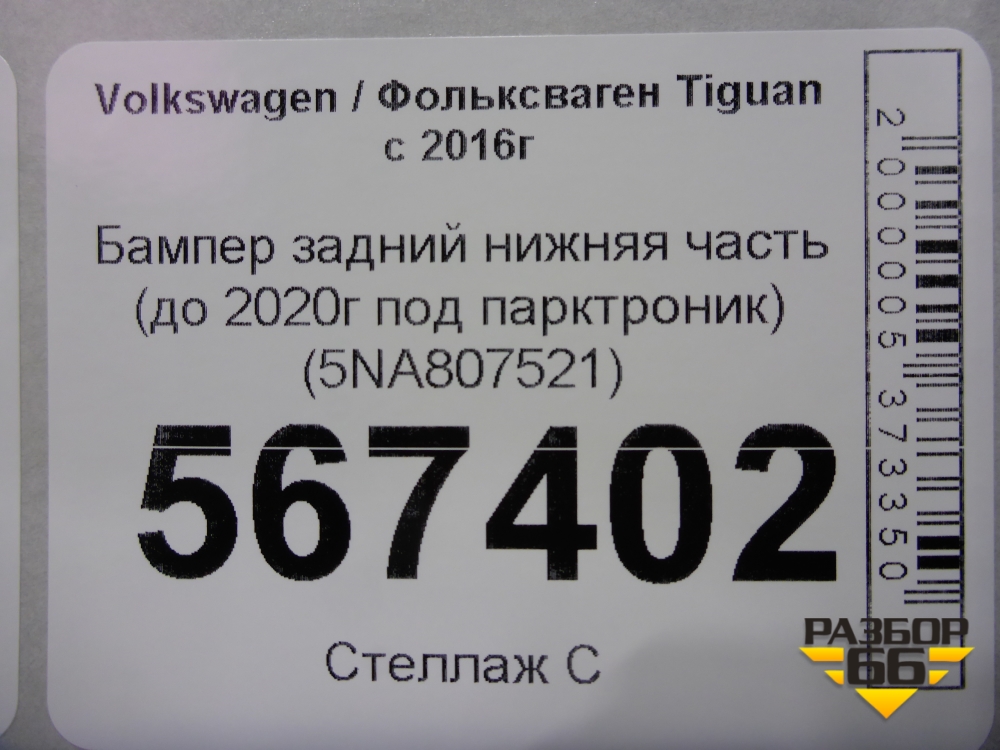 Volkswagen / Фольксваген Tiguan
с 2016г
Бампер задний нижняя часть
(до 2020г под парктроник)
(5NA807521)
567402
Стеллаж С
2000005373350
РАЗБОР
66